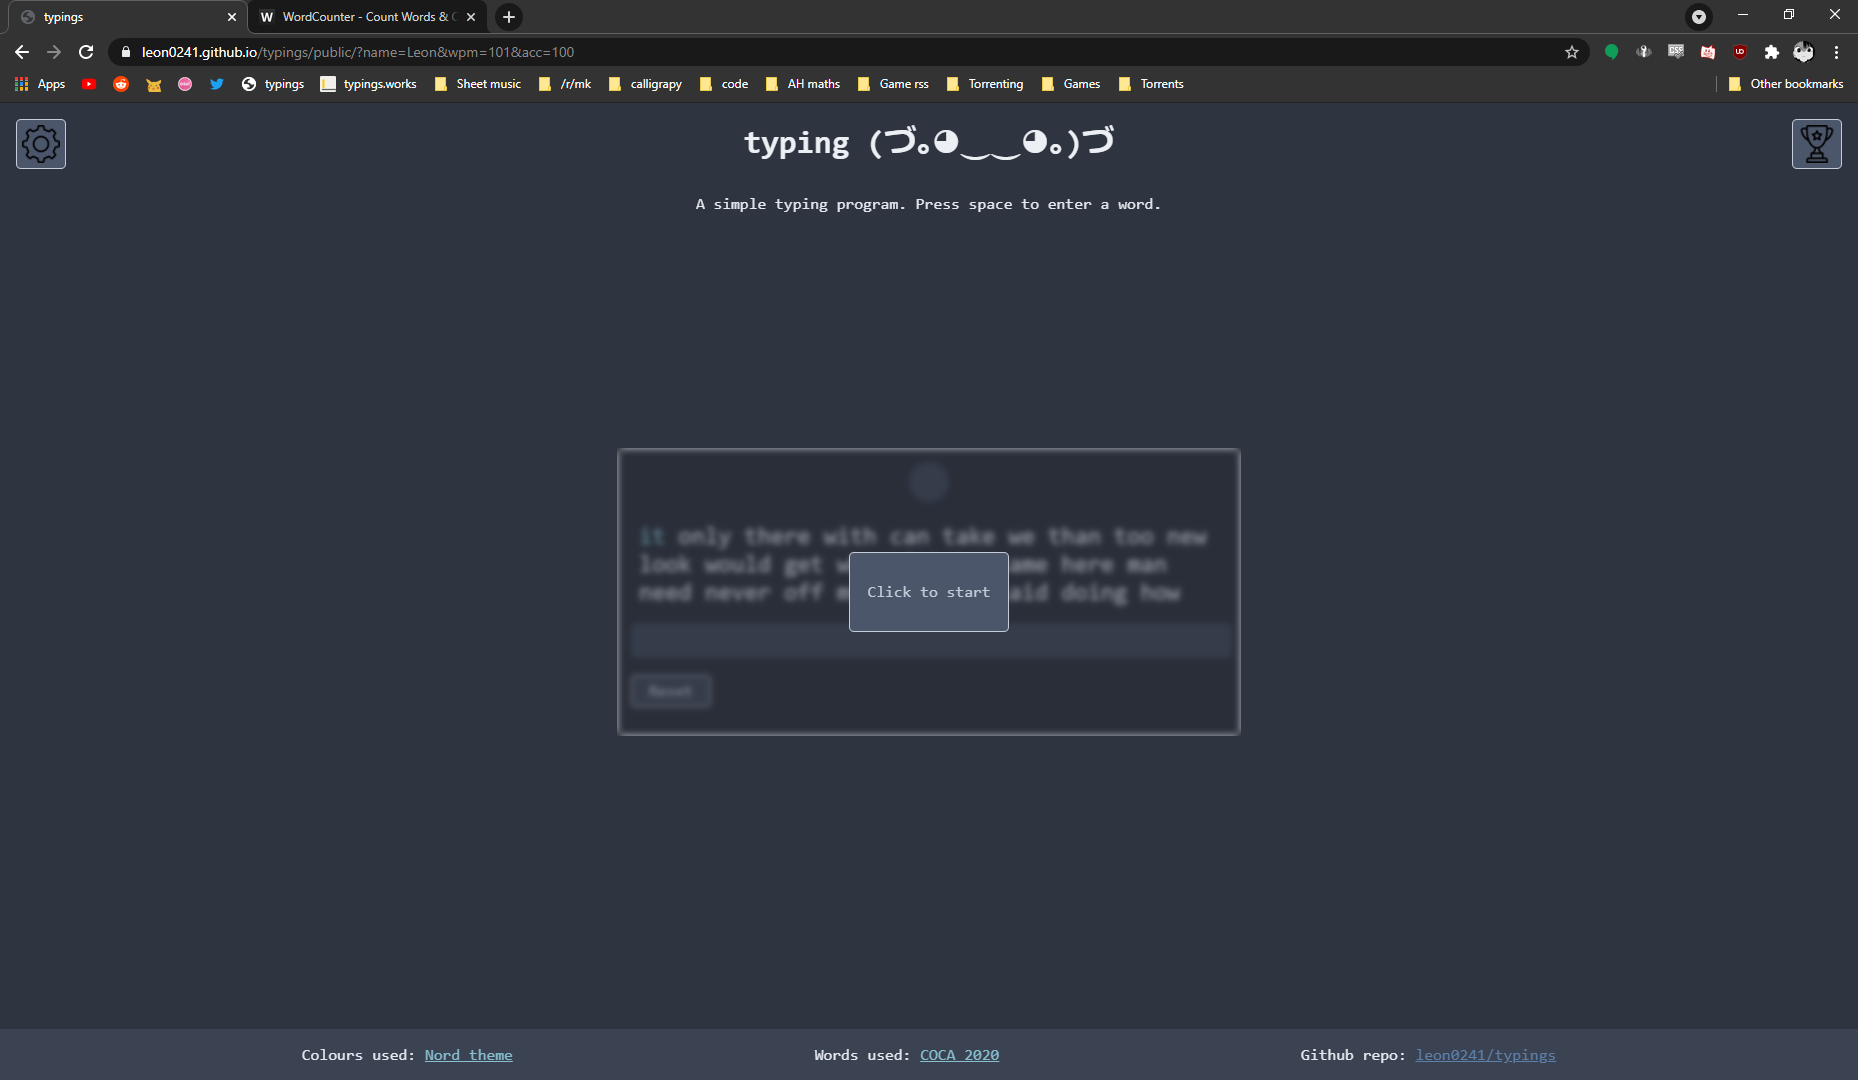 typings
WordCounter - Count Words &
leon0241.github.io/typings/public/?name=Leon&wpm=101&acc=100
Apps typings typings.works Sheet music /r/mk calligrapy code AH maths Game rss Torrenting Games Torrents Other bookmarks
typing (づ｡◕‿‿◕｡)づ
A simple typing program. Press space to enter a word.
it only there with can take we than too new
look would get here man
need never off doing how
Click to start
Reset
Colours used: Nord theme
Words used: COCA 2020
Github repo: leon0241/typings